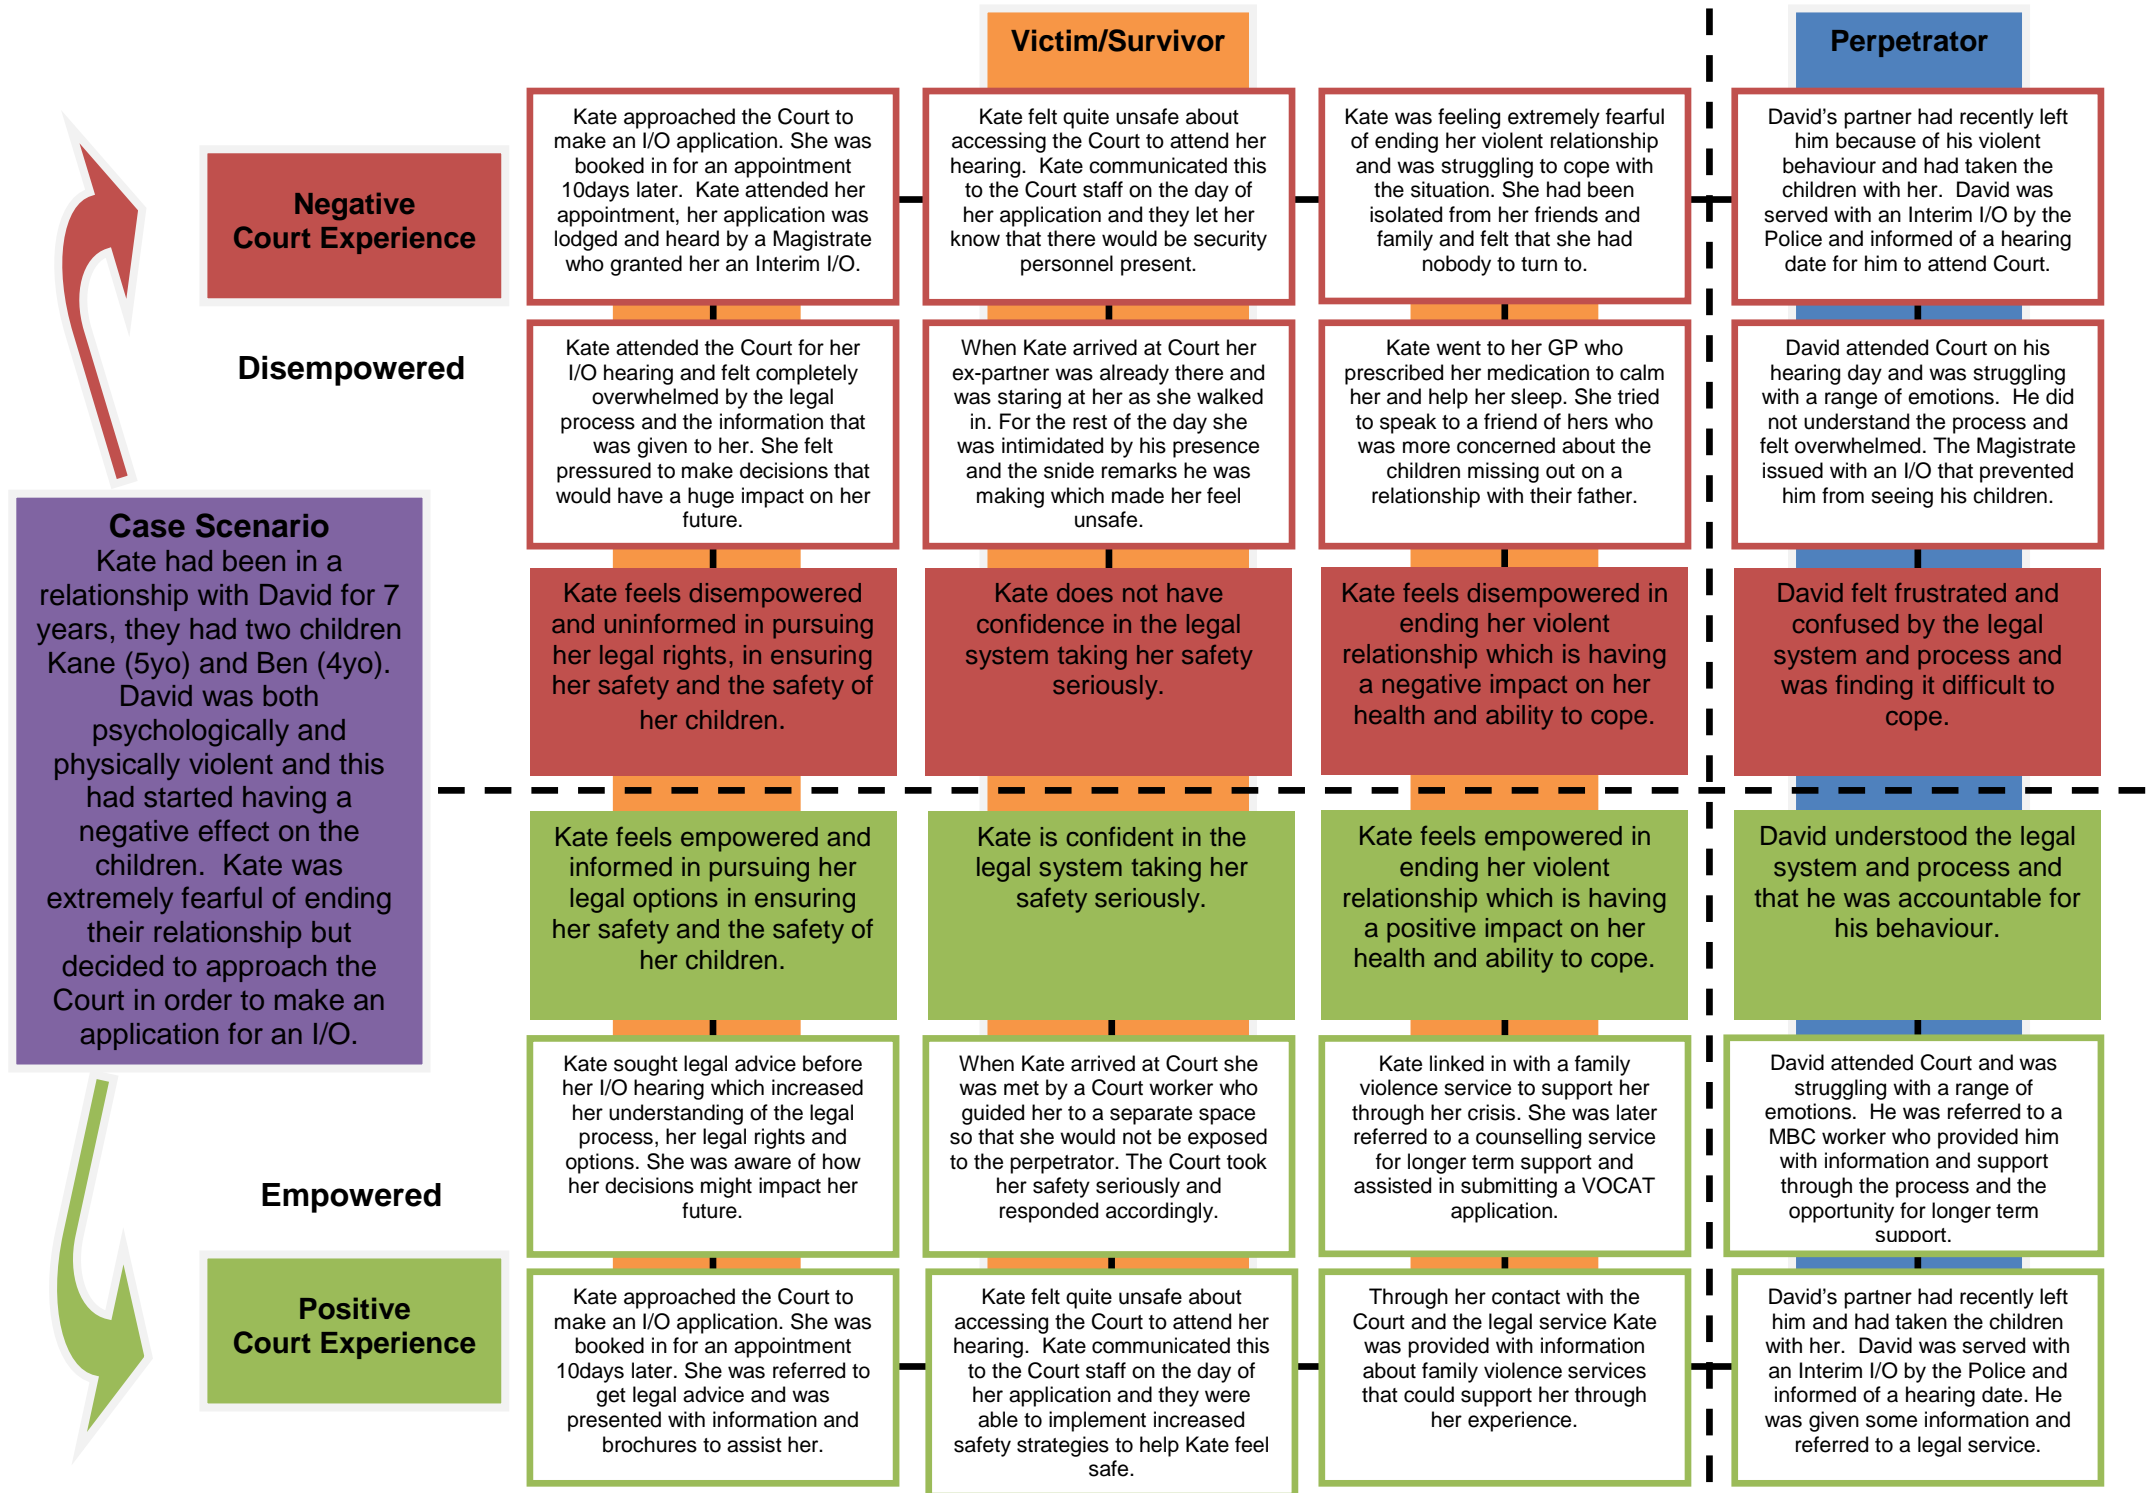 Victim/Survivor
Perpetrator
Negative
Court Experience
Kate approached the Court to
make an I/O application. She was
booked in for an appointment
10days later.  Kate attended her
appointment, her application was
lodged and heard by a Magistrate
who granted her an Interim I/O.
Kate felt quite unsafe about
accessing the Court to attend her
hearing.  Kate communicated this
to the Court staff on the day of
her application and they let her
know that there would be security
personnel present.
Kate was feeling extremely fearful
of ending her violent relationship
and was struggling to cope with
the situation. She had been
isolated from her friends and
family and felt that she had
nobody to turn to.
David's partner had recently left
him because of his violent
behaviour and had taken the
children with her.  David was
served with an Interim I/O by the
Police and informed of a hearing
date for him to attend Court.
Disempowered
Kate attended the Court for her
I/O hearing and felt completely
overwhelmed by the legal
process and the information that
was given to her. She felt
pressured to make decisions that
would have a huge impact on her
future.
When Kate arrived at Court her
ex-partner was already there and
was staring at her as she walked
in. For the rest of the day she
was intimidated by his presence
and the snide remarks he was
making which made her feel
unsafe.
Kate went to her GP who
prescribed her medication to calm
her and help her sleep. She tried
to speak to a friend of hers who
was more concerned about the
children missing out on a
relationship with their father.
David attended Court on his
hearing day and was struggling
with a range of emotions.  He did
not understand the process and
felt overwhelmed. The Magistrate
issued with an I/O that prevented
him from seeing his children.
Case Scenario
Kate had been in a
relationship with David for 7
years, they had two children
Kane (5yo) and Ben (4yo).
David was both
psychologically and
physically violent and this
had started having a
negative effect on the
children.  Kate was
extremely fearful of ending
their relationship but
decided to approach the
Court in order to make an
application for an I/O.
Kate feels disempowered
and uninformed in pursuing
her legal rights, in ensuring
her safety and the safety of
her children.
Kate does not have
confidence in the legal
system taking her safety
seriously.
Kate feels disempowered in
ending her violent
relationship which is having
a negative impact on her
health and ability to cope.
David felt frustrated and
confused by the legal
system and process and
was finding it difficult to
cope.
Kate feels empowered and
informed in pursuing her
legal options in ensuring
her safety and the safety of
her children.
Kate is confident in the
legal system taking her
safety seriously.
Kate feels empowered in
ending her violent
relationship which is having
a positive impact on her
health and ability to cope.
David understood the legal
system and process and
that he was accountable for
his behaviour.
Empowered
Kate sought legal advice before
her I/O hearing which increased
her understanding of the legal
process, her legal rights and
options. She was aware of how
her decisions might impact her
future.
When Kate arrived at Court she
was met by a Court worker who
guided her to a separate space
so that she would not be exposed
to the perpetrator. The Court took
her safety seriously and
responded accordingly.
Kate linked in with a family
violence service to support her
through her crisis. She was later
referred to a counselling service
for longer term support and
assisted in submitting a VOCAT
application.
David attended Court and was
struggling with a range of
emotions.  He was referred to a
MBC worker who provided him
with information and support
through the process and the
opportunity for longer term
support.
Positive
Court Experience
Kate approached the Court to
make an I/O application. She was
booked in for an appointment
10days later. She was referred to
get legal advice and was
presented with information and
brochures to assist her.
Kate felt quite unsafe about
accessing the Court to attend her
hearing.  Kate communicated this
to the Court staff on the day of
her application and they were
able to implement increased
safety strategies to help Kate feel
safe.
Through her contact with the
Court and the legal service Kate
was provided with information
about family violence services
that could support her through
her experience.
David's partner had recently left
him and had taken the children
with her.  David was served with
an Interim I/O by the Police and
informed of a hearing date. He
was given some information and
referred to a legal service.